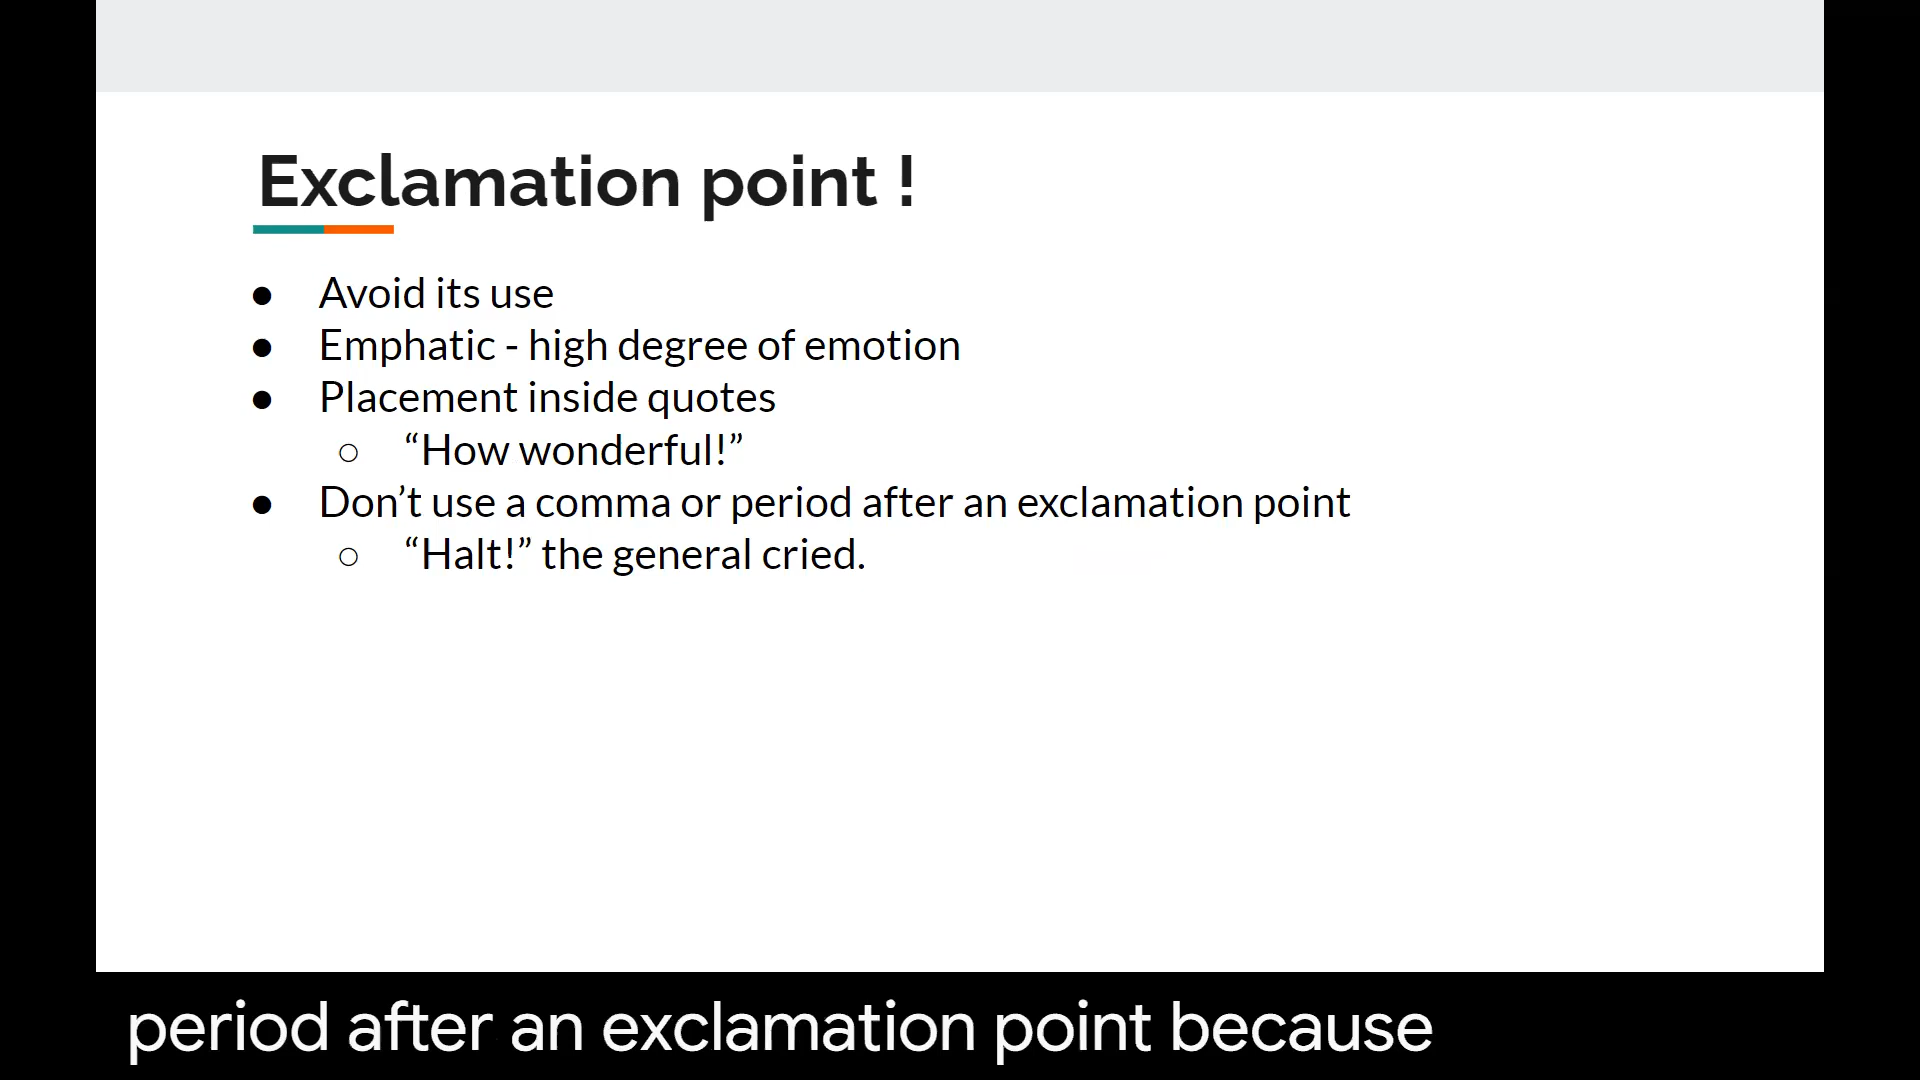 Exclamation point !
● Avoid its use
● Emphatic - high degree of emotion
● Placement inside quotes
○ “How wonderful!”
● Don’t use a comma or period after an exclamation point
○ “Halt!” the general cried.
period after an exclamation point because